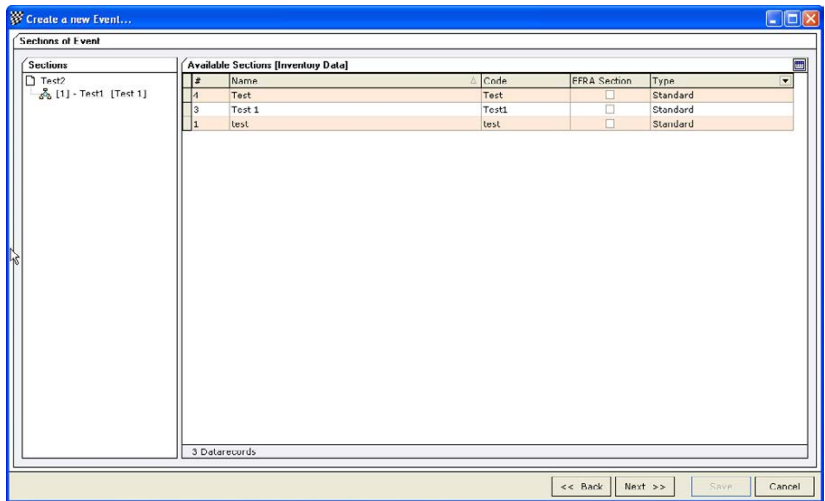 Create a new Event...
Sections of Event
Sections
Available Sections [Inventory Data]
Test2
[1] - Test1 [Test 1]
# Name Code EFRA Section Type
4 Test Test Standard
3 Test 1 Test1 Standard
1 test test Standard
3 Datarecords
<< Back Next >> Save Cancel